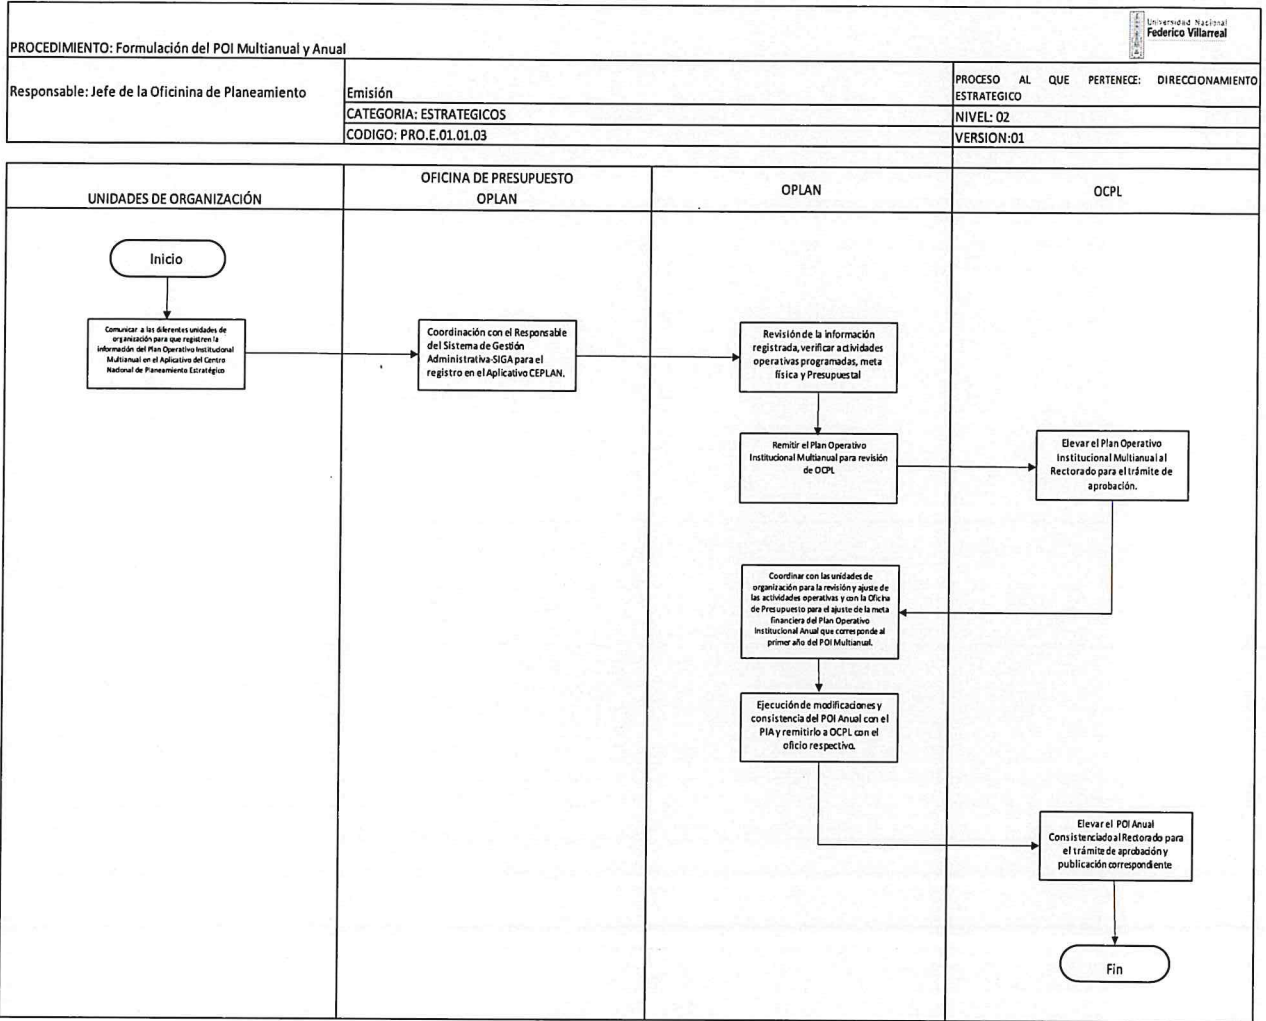 Universidad Nacional
Federico Villarreal
PROCEDIMIENTO: Formulación del POI Multianual y Anual
Responsable: Jefe de la Oficinina de Planeamiento
Emisión
PROCESO AL QUE PERTENECE: DIRECCIONAMIENTO
ESTRATEGICO
CATEGORIA: ESTRATEGICOS
NIVEL: 02
CODIGO: PRO.E.01.01.03
VERSION:01
UNIDADES DE ORGANIZACIÓN
OFICINA DE PRESUPUESTO
OPLAN
OPLAN
OCPL
Inicio
Comunicar a las diferentes unidades de
organización para que registren la
información del Plan Operativo Institucional
Multianual en el Aplicativo del Centro
Nacional de Planeamiento Estratégico
Coordinación con el Responsable
del Sistema de Gestión
Administrativa-SIGA para el
registro en el Aplicativo CEPLAN.
Revisión de la información
registrada, verificar actividades
operativas programadas, meta
física y Presupuestal
Remitir el Plan Operativo
Institucional Multianual para revisión
de OCPL
Elevar el Plan Operativo
Institucional Multianual al
Rectorado para el trámite de
aprobación.
Coordinar con las unidades de
organización para la revisión y ajuste de
las actividades operativas y con la Oficina
de Presupuesto para el ajuste de la meta
financiera del Plan Operativo
Institucional Anual que corresponde al
primer año del POI Multianual.
Ejecución de modificaciones y
consistencia del POI Anual con el
PIA y remitirlo a OCPL con el
oficio respectivo.
Elevar el POI Anual
Consistenciado al Rectorado para
el trámite de aprobación y
publicación correspondiente
Fin